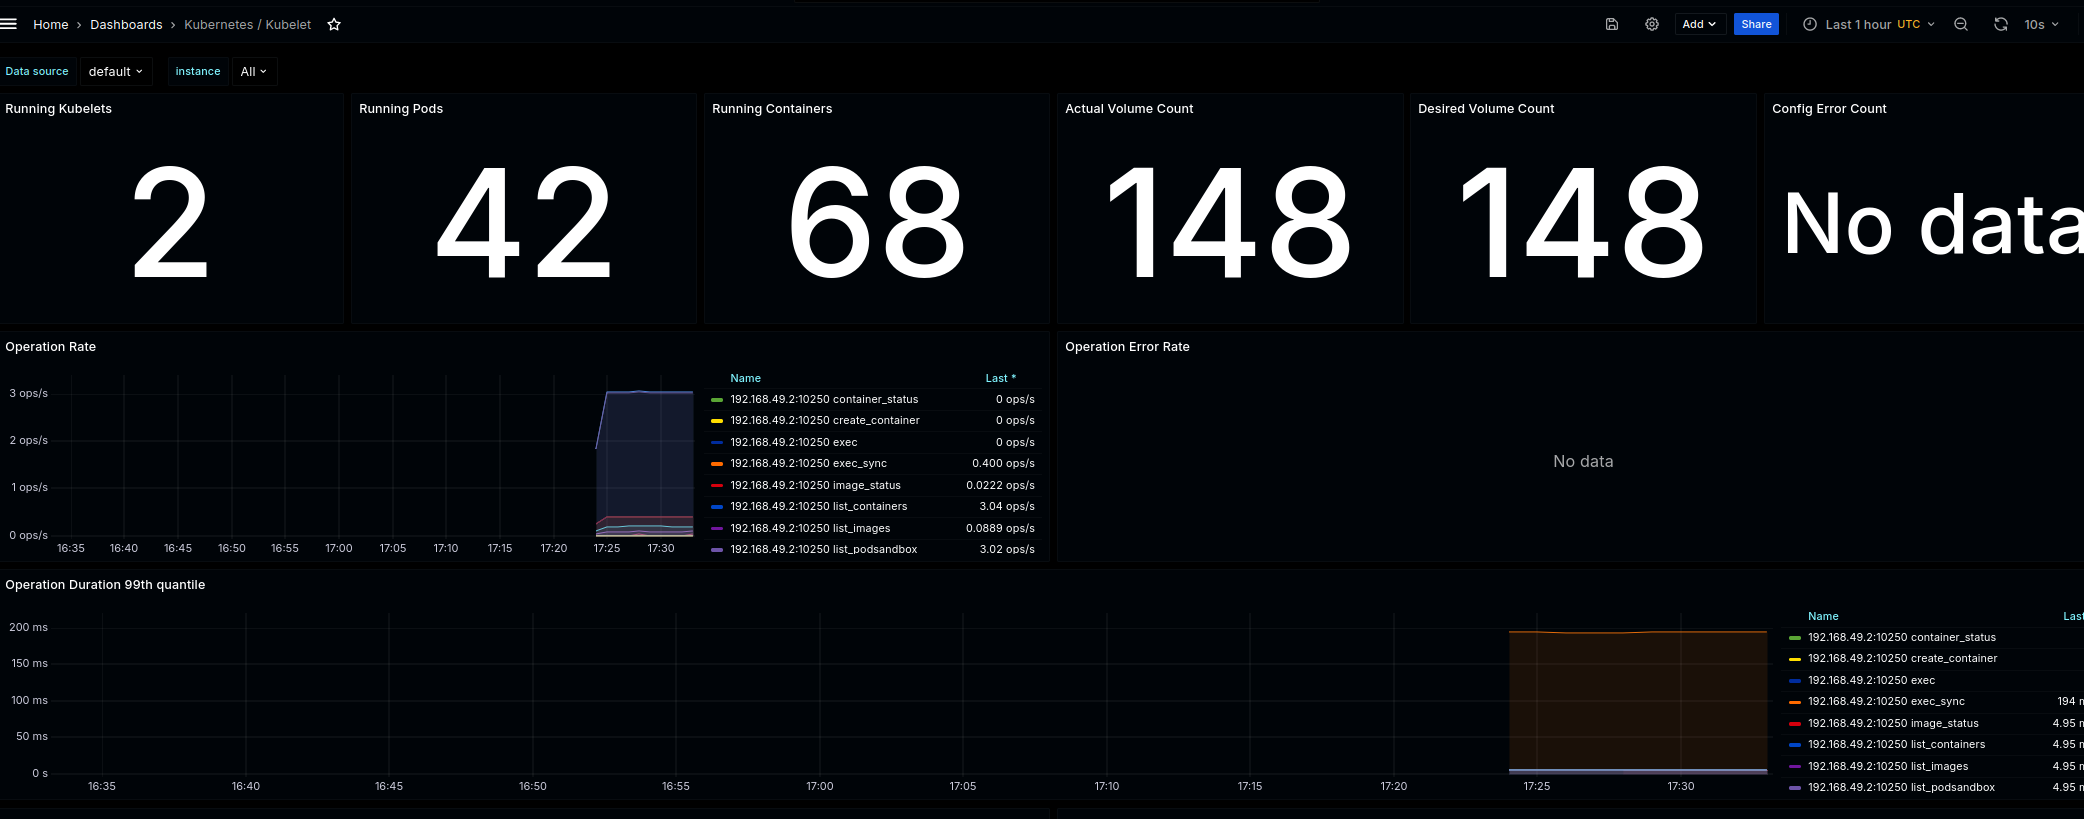 Home › Dashboards › Kubernetes / Kubelet
Add
Share
Last 1 hour UTC
10s
Data source default
instance All
Running Kubelets
2
Running Pods
42
Running Containers
68
Actual Volume Count
148
Desired Volume Count
148
Config Error Count
No data
Operation Rate
3 ops/s
2 ops/s
1 ops/s
0 ops/s
16:35 16:40 16:45 16:50 16:55 17:00 17:05 17:10 17:15 17:20 17:25 17:30
Name Last *
192.168.49.2:10250 container_status 0 ops/s
192.168.49.2:10250 create_container 0 ops/s
192.168.49.2:10250 exec 0 ops/s
192.168.49.2:10250 exec_sync 0.400 ops/s
192.168.49.2:10250 image_status 0.0222 ops/s
192.168.49.2:10250 list_containers 3.04 ops/s
192.168.49.2:10250 list_images 0.0889 ops/s
192.168.49.2:10250 list_podsandbox 3.02 ops/s
Operation Error Rate
No data
Operation Duration 99th quantile
200 ms
150 ms
100 ms
50 ms
0 s
16:35 16:40 16:45 16:50 16:55 17:00 17:05 17:10 17:15 17:20 17:25 17:30
Name Last
192.168.49.2:10250 container_status
192.168.49.2:10250 create_container
192.168.49.2:10250 exec
192.168.49.2:10250 exec_sync 194 m
192.168.49.2:10250 image_status 4.95 m
192.168.49.2:10250 list_containers 4.95 m
192.168.49.2:10250 list_images 4.95 m
192.168.49.2:10250 list_podsandbox 4.95 m